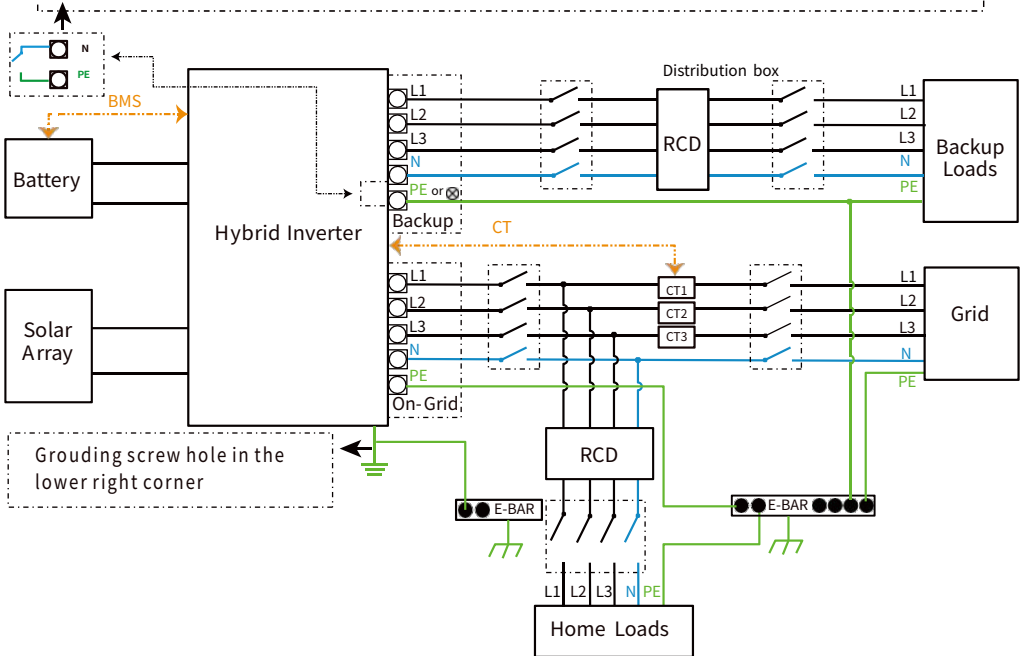 N
PE
BMS
Battery
Solar
Array
Hybrid Inverter
Distribution box
L1
L2
L3
N
PE or
Backup
RCD
L1
L2
L3
N
PE
Backup
Loads
CT
L1
L2
L3
N
PE
On-Grid
CT1
CT2
CT3
L1
L2
L3
N
PE
Grid
Grouding screw hole in the
lower right corner
RCD
E-BAR
E-BAR
L1 L2 L3 N PE
Home Loads